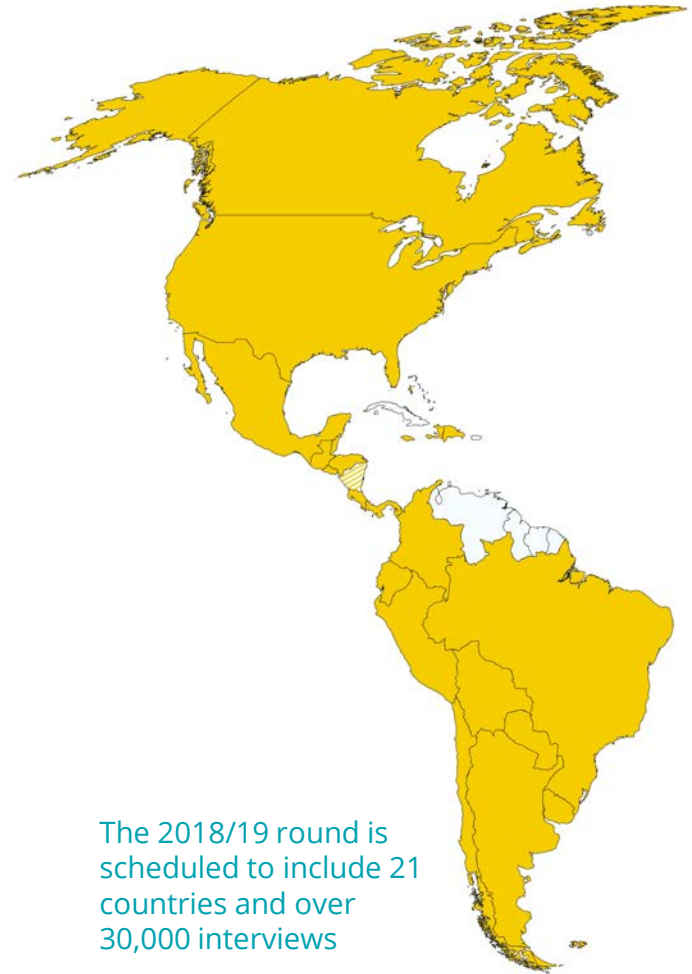 The 2018/19 round is
scheduled to include 21
countries and over
30,000 interviews